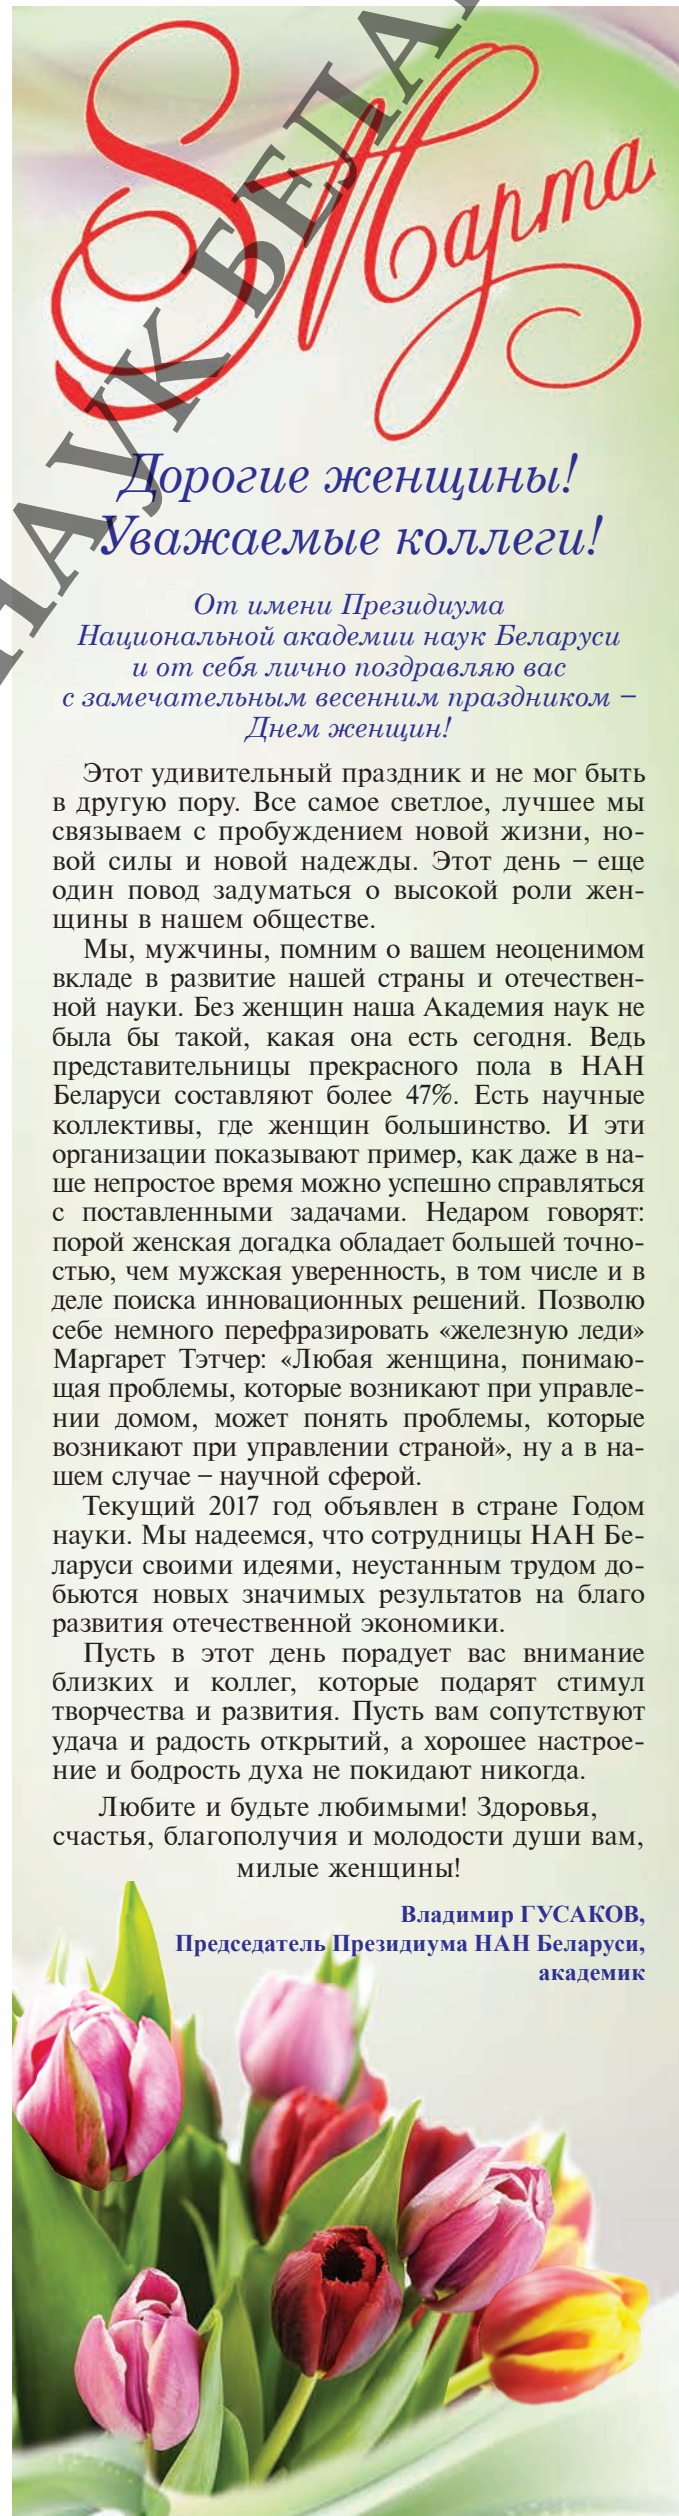 8 Марта
НАУК БЕЛА
Дорогие женщины!
Уважаемые коллеги!
От имени Президиума
Национальной академии наук Беларуси
и от себя лично поздравляю вас
с замечательным весенним праздником –
Днем женщин!
Этот удивительный праздник и не мог быть
в другую пору. Все самое светлое, лучшее мы
связываем с пробуждением новой жизни, но-
вой силы и новой надежды. Этот день – еще
один повод задуматься о высокой роли жен-
щины в нашем обществе.
Мы, мужчины, помним о вашем неоценимом
вкладе в развитие нашей страны и отечествен-
ной науки. Без женщин наша Академия наук не
была бы такой, какая она есть сегодня. Ведь
представительницы прекрасного пола в НАН
Беларуси составляют более 47%. Есть научные
коллективы, где женщин большинство. И эти
организации показывают пример, как даже в на-
ше непростое время можно успешно справляться
с поставленными задачами. Недаром говорят:
порой женская догадка обладает большей точно-
стью, чем мужская уверенность, в том числе и в
деле поиска инновационных решений. Позволю
себе немного перефразировать «железную леди»
Маргарет Тэтчер: «Любая женщина, понимаю-
щая проблемы, которые возникают при управле-
нии домом, может понять проблемы, которые
возникают при управлении страной», ну а в на-
шем случае – научной сферой.
Текущий 2017 год объявлен в стране Годом
науки. Мы надеемся, что сотрудницы НАН Бе-
ларуси своими идеями, неустанным трудом до-
бьются новых значимых результатов на благо
развития отечественной экономики.
Пусть в этот день порадует вас внимание
близких и коллег, которые подарят стимул
творчества и развития. Пусть вам сопутствуют
удача и радость открытий, а хорошее настрое-
ние и бодрость духа не покидают никогда.
Любите и будьте любимыми! Здоровья,
счастья, благополучия и молодости души вам,
милые женщины!
Владимир ГУСАКОВ,
Председатель Президиума НАН Беларуси,
академик